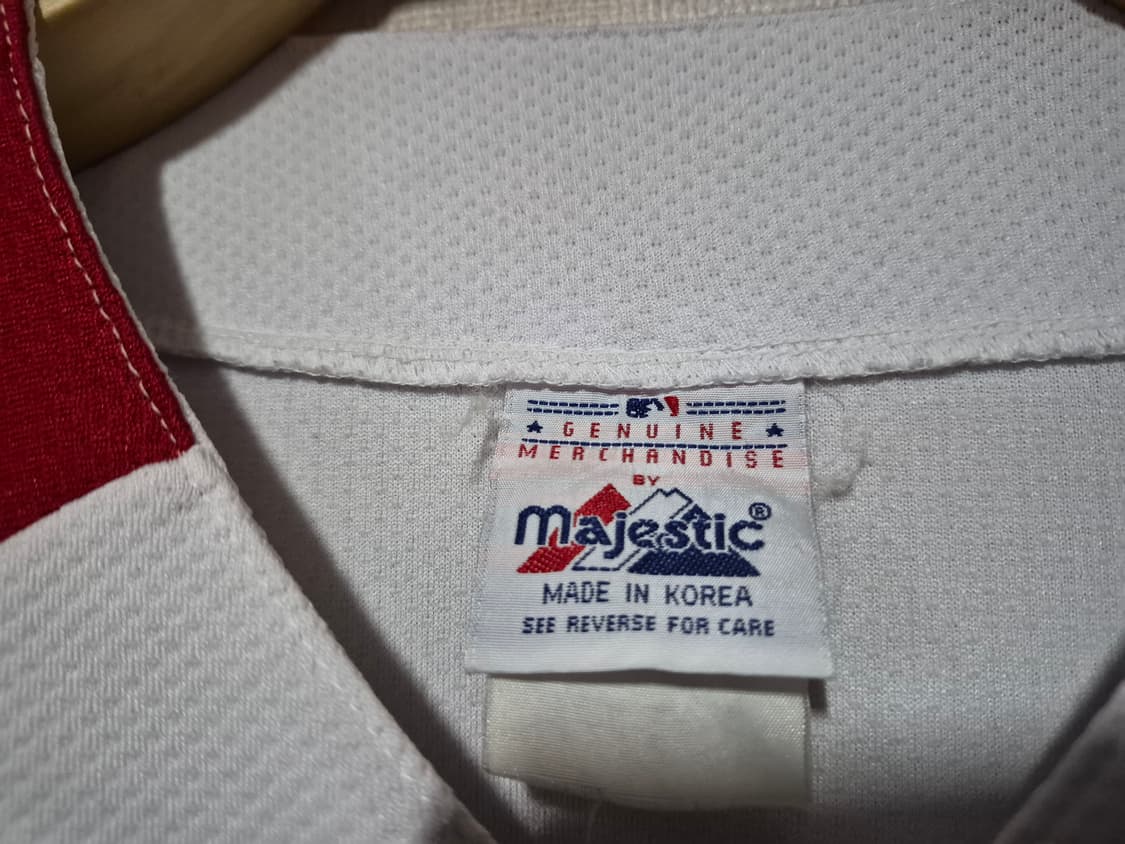 GENUINE
MERCHANDISE
BY
Majestic®
MADE IN KOREA
SEE REVERSE FOR CARE